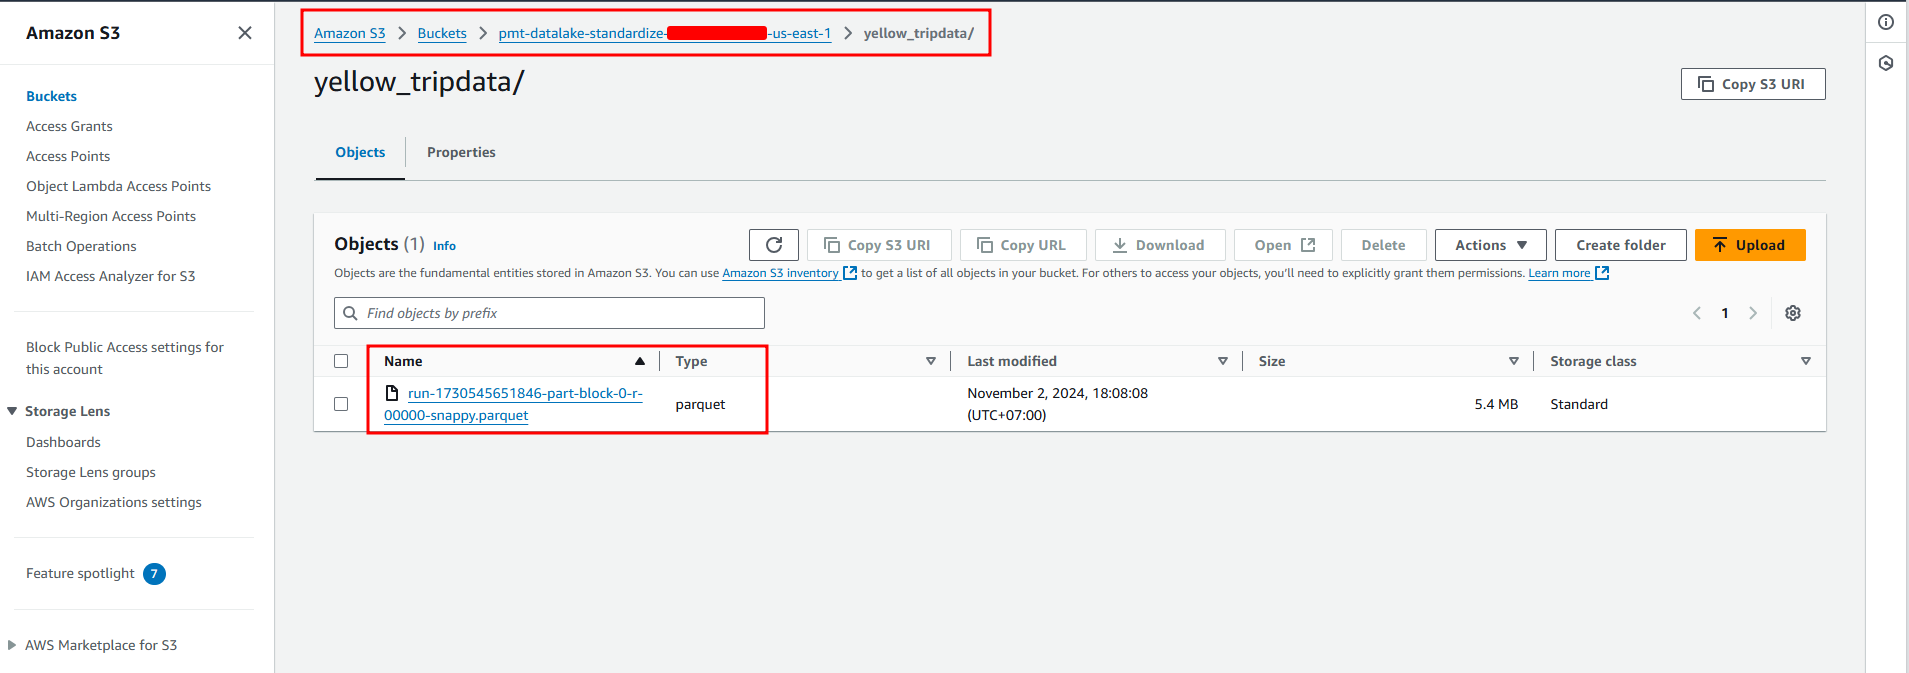 Amazon S3
Buckets
Access Grants
Access Points
Object Lambda Access Points
Multi-Region Access Points
Batch Operations
IAM Access Analyzer for S3
Block Public Access settings for
this account
Storage Lens
Dashboards
Storage Lens groups
AWS Organizations settings
Feature spotlight 7
AWS Marketplace for S3
Amazon S3 > Buckets > pmt-datalake-standardize- -us-east-1 > yellow_tripdata/
yellow_tripdata/
Copy S3 URI
Objects Properties
Objects (1) Info
Copy S3 URI Copy URL Download Open Delete Actions Create folder Upload
Objects are the fundamental entities stored in Amazon S3. You can use Amazon S3 inventory to get a list of all objects in your bucket. For others to access your objects, you’ll need to explicitly grant them permissions. Learn more
Find objects by prefix
1
Name Type Last modified Size Storage class
run-1730545651846-part-block-0-r-
00000-snappy.parquet
parquet
November 2, 2024, 18:08:08
(UTC+07:00)
5.4 MB
Standard